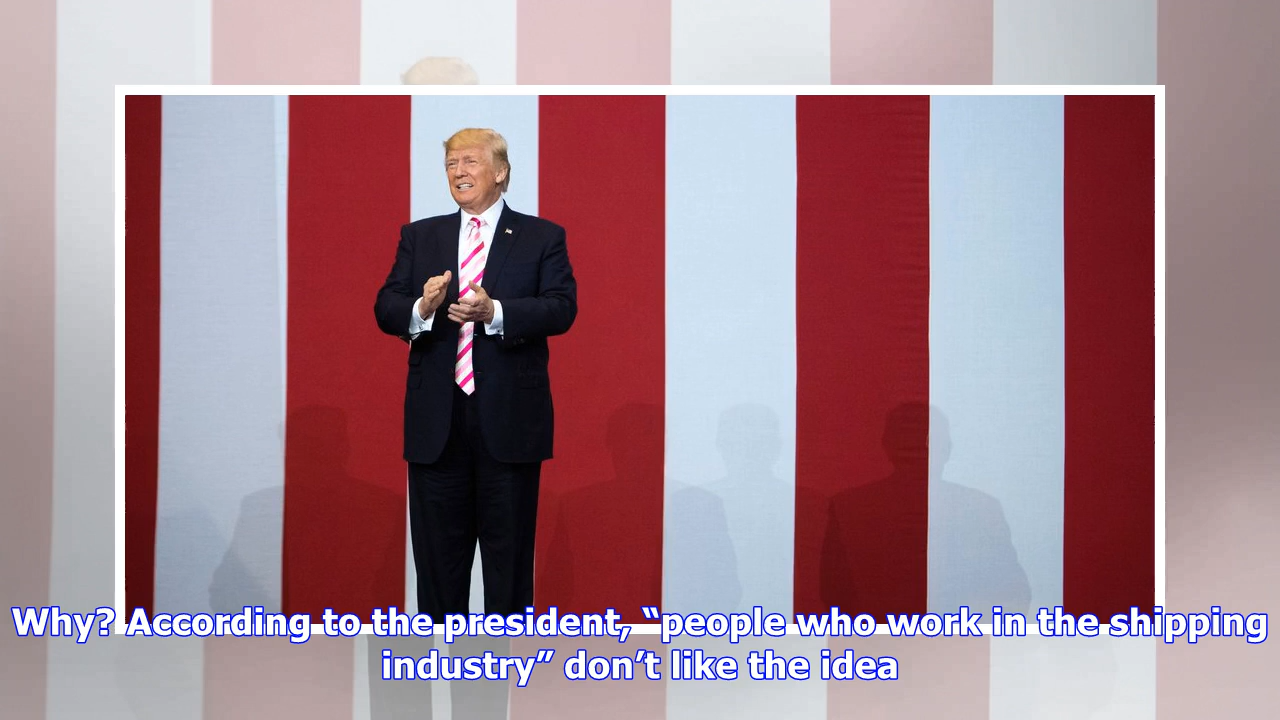 Why? According to the president, “people who work in the shipping
industry” don’t like the idea